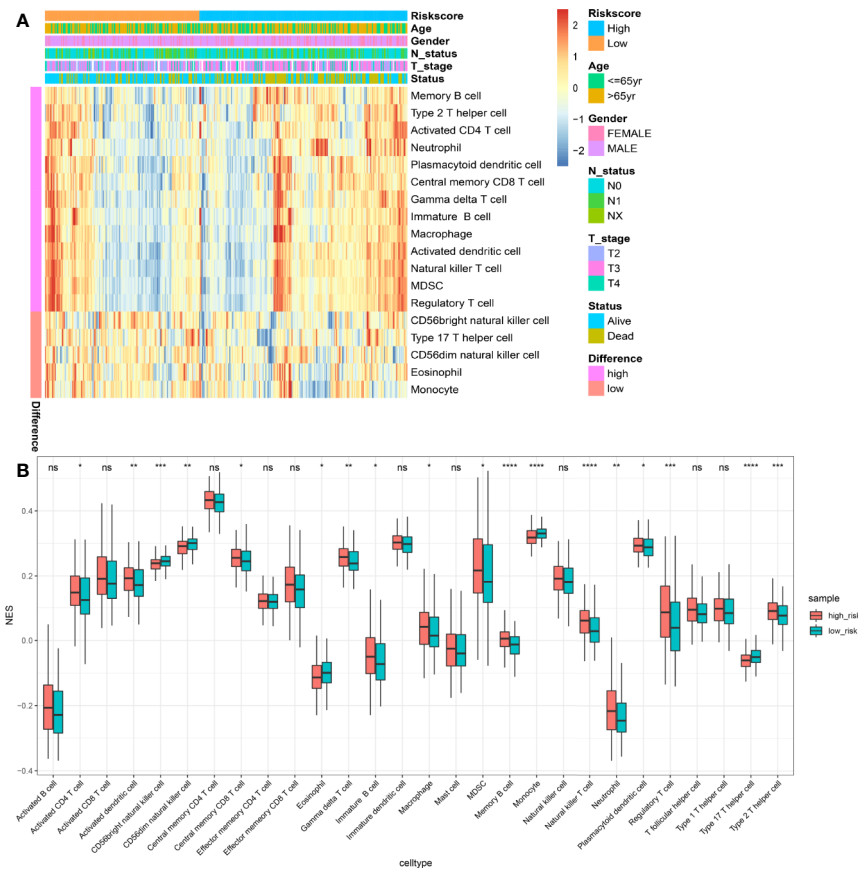 A
Riskscore
Age
Gender
N_status
T_stage
Status
Memory B cell
Type 2 T helper cell
Activated CD4 T cell
Neutrophil
Plasmacytoid dendritic cell
Central memory CD8 T cell
Gamma delta T cell
Immature  B cell
Macrophage
Activated dendritic cell
Natural killer T cell
MDSC
Regulatory T cell
CD56bright natural killer cell
Type 17 T helper cell
CD56dim natural killer cell
Eosinophil
Monocyte
Difference
2
1
0
−1
−2
Riskscore
High
Low
Age
<=65yr
>65yr
Gender
FEMALE
MALE
N_status
N0
N1
NX
T_stage
T2
T3
T4
Status
Alive
Dead
Difference
high
low
B
ns * ns ** *** ** ns * ns ns * ** * ns * ns * **** **** ns **** ** * *** ns ns **** ***
0.4
0.2
0.0
−0.2
−0.4
NES
Activated B cell
Activated CD4 T cell
Activated CD8 T cell
Activated dendritic cell
CD56bright natural killer cell
CD56dim natural killer cell
Central memory CD4 T cell
Central memory CD8 T cell
Effector memory CD4 T cell
Effector memory CD8 T cell
Eosinophil
Gamma delta T cell
Immature  B cell
Immature dendritic cell
Macrophage
Mast cell
MDSC
Memory B cell
Monocyte
Natural killer cell
Natural killer T cell
Neutrophil
Plasmacytoid dendritic cell
Regulatory T cell
T follicular helper cell
Type 1 T helper cell
Type 17 T helper cell
Type 2 T helper cell
celltype
sample
high_risk
low_risk